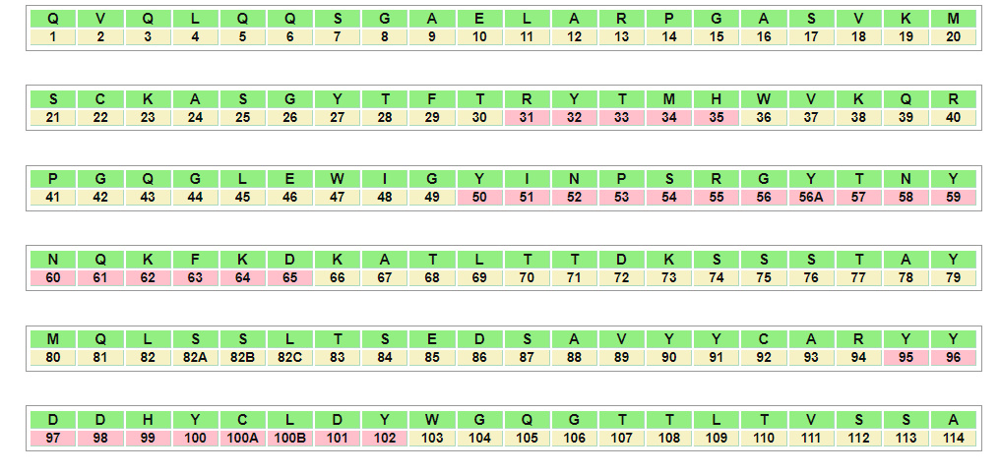 Q V Q L Q Q S G A E L A R P G A S V K M
1 2 3 4 5 6 7 8 9 10 11 12 13 14 15 16 17 18 19 20
S C K A S G Y T F T R Y T M H W V K Q R
21 22 23 24 25 26 27 28 29 30 31 32 33 34 35 36 37 38 39 40
P G Q G L E W I G Y I N P S R G Y T N Y
41 42 43 44 45 46 47 48 49 50 51 52 53 54 55 56 56A 57 58 59
N Q K F K D K A T L T T D K S S S T A Y
60 61 62 63 64 65 66 67 68 69 70 71 72 73 74 75 76 77 78 79
M Q L S S L T S E D S A V Y Y C A R Y Y
80 81 82 82A 82B 82C 83 84 85 86 87 88 89 90 91 92 93 94 95 96
D D H Y C L D Y W G Q G T T L T V S S A
97 98 99 100 100A 100B 101 102 103 104 105 106 107 108 109 110 111 112 113 114